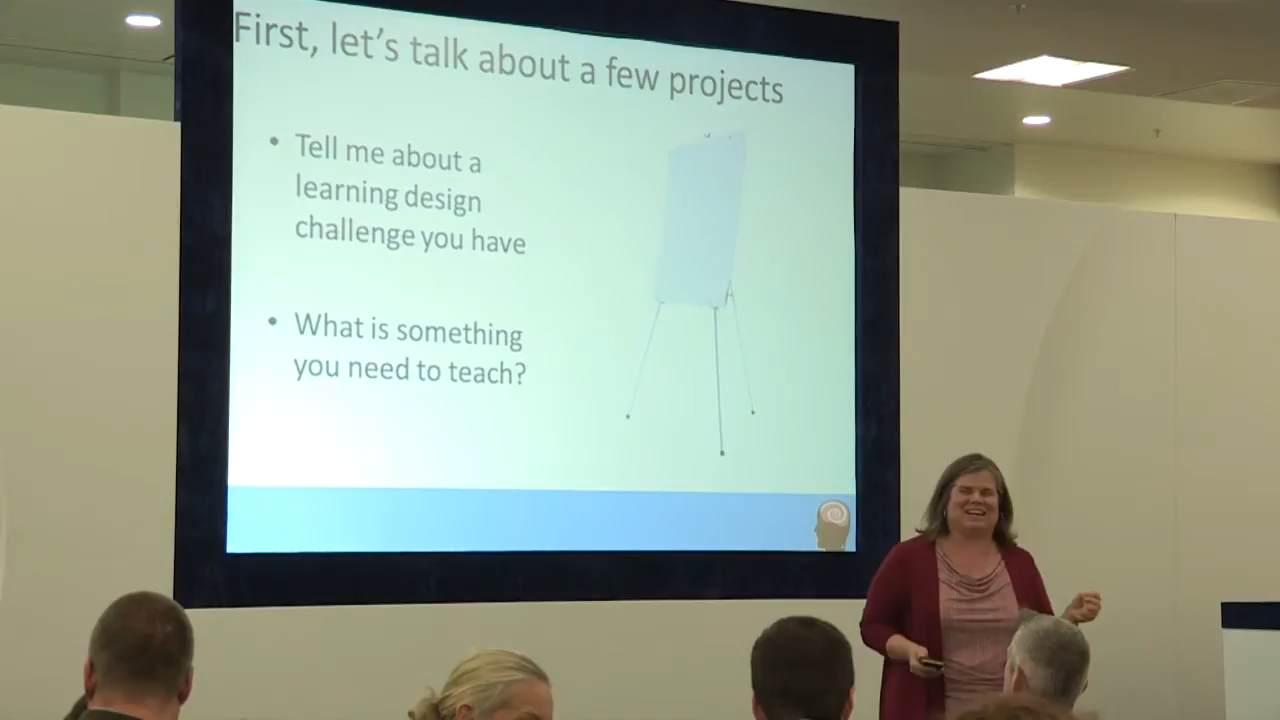 First, let's talk about a few projects
• Tell me about a
learning design
challenge you have
• What is something
you need to teach?